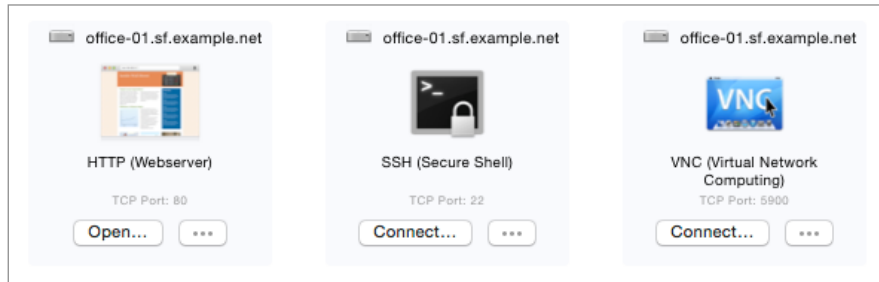 office-01.sf.example.net
HTTP (Webserver)
TCP Port: 80
Open...
...
office-01.sf.example.net
>_
SSH (Secure Shell)
TCP Port: 22
Connect...
...
office-01.sf.example.net
VNC
VNC (Virtual Network
Computing)
TCP Port: 5900
Connect...
...